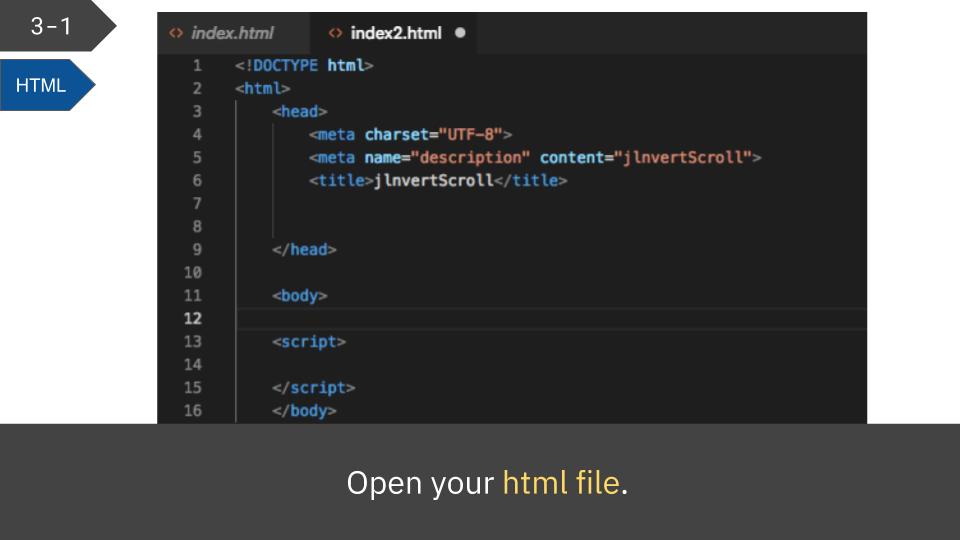 3-1
HTML
<> index.html <> index2.html
1 <!DOCTYPE html>
2 <html>
3 <head>
4 <meta charset="UTF-8">
5 <meta name="description" content="jlnvertScroll">
6 <title>jlnvertScroll</title>
7
8
9 </head>
10
11 <body>
12
13 <script>
14
15 </script>
16 </body>
Open your html file.